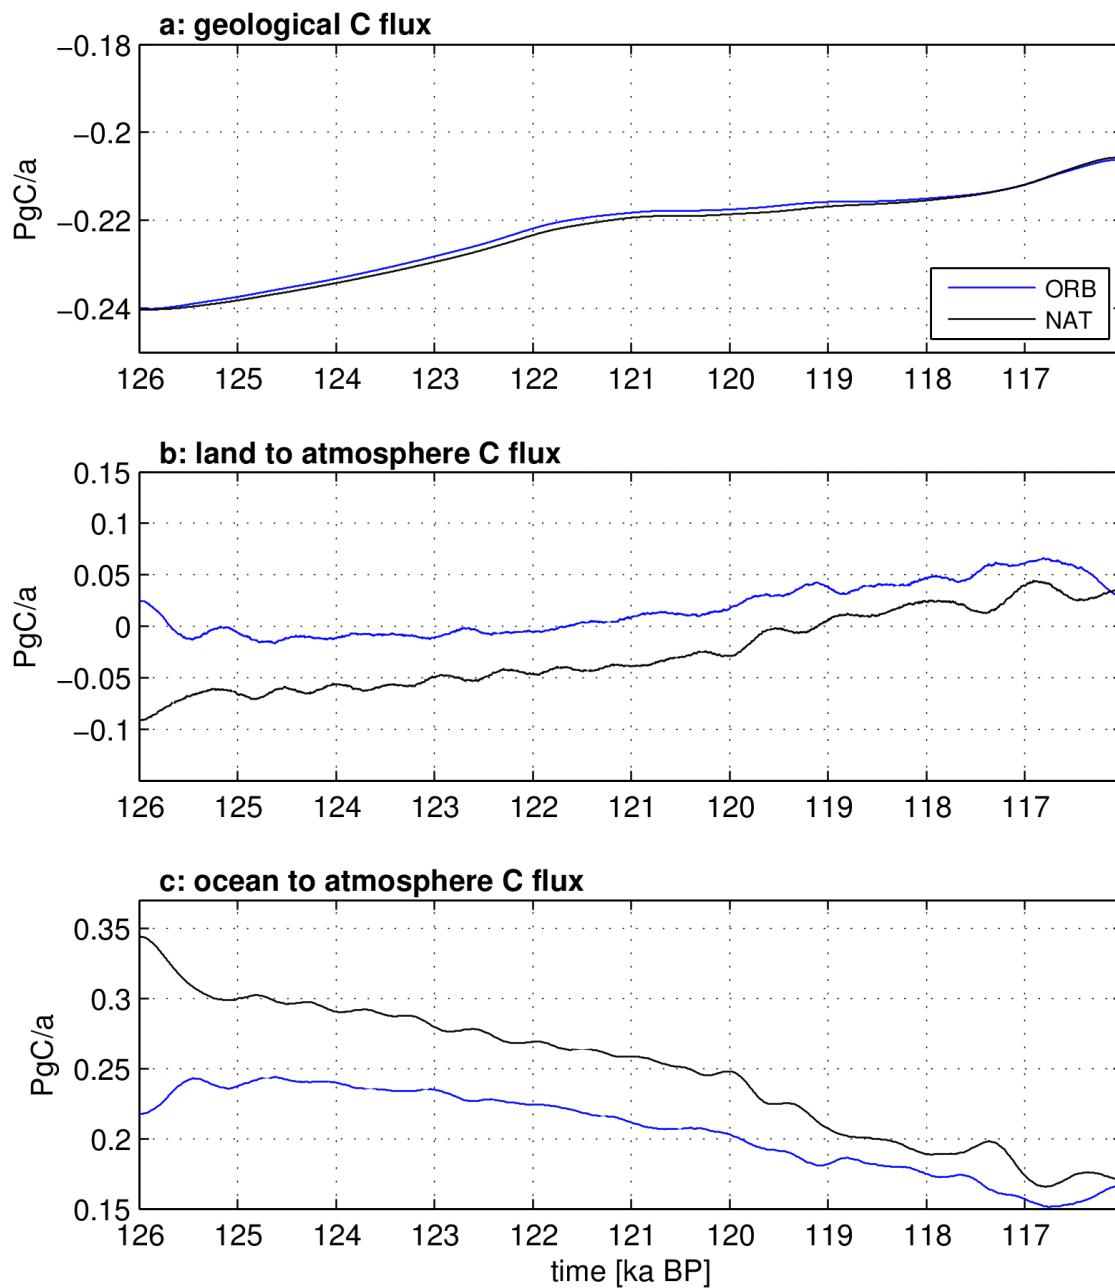 a: geological C flux
−0.18
−0.2
−0.22
−0.24
PgC/a
ORB
NAT
126 125 124 123 122 121 120 119 118 117
b: land to atmosphere C flux
0.15
0.1
0.05
0
−0.05
−0.1
PgC/a
126 125 124 123 122 121 120 119 118 117
c: ocean to atmosphere C flux
0.35
0.3
0.25
0.2
0.15
PgC/a
126 125 124 123 122 121 120 119 118 117
time [ka BP]